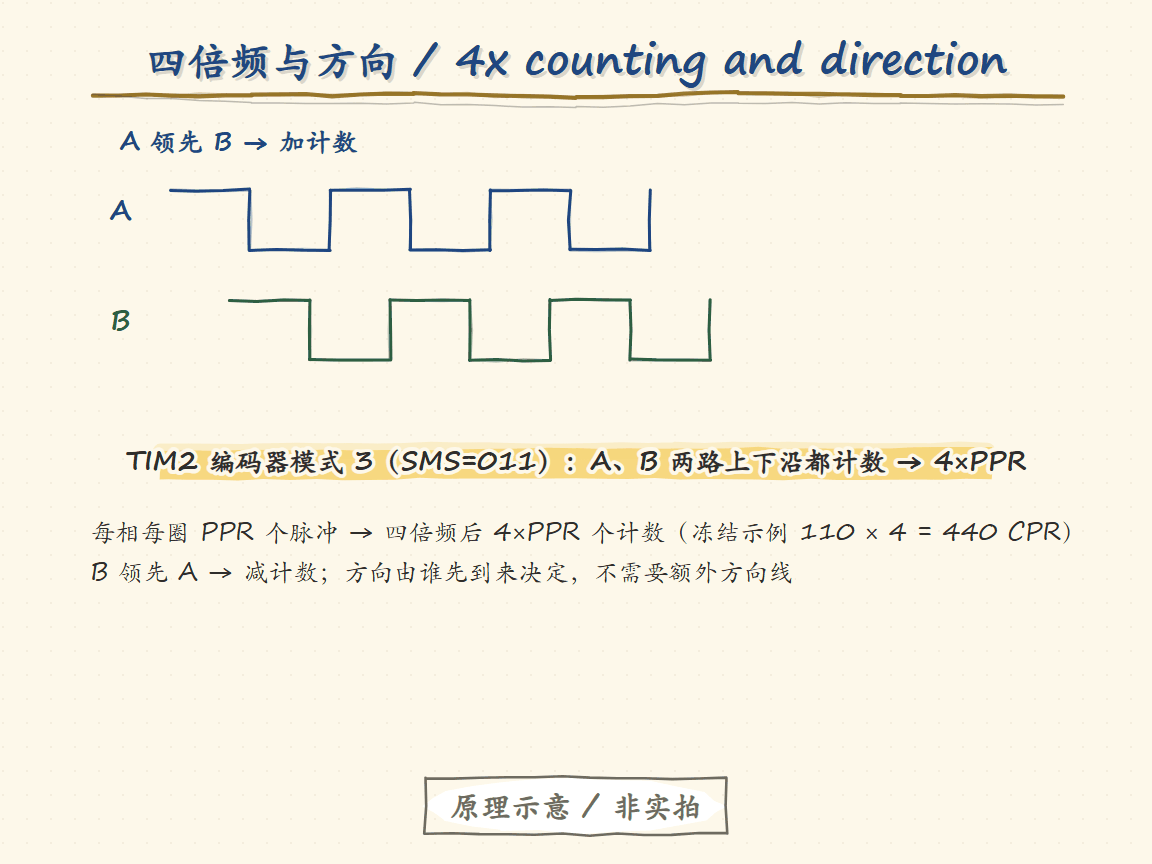 四倍频与方向 / 4x counting and direction
A 领先 B → 加计数
A
B
TIM2 编码器模式 3（SMS=011）：A、B 两路上下沿都计数 → 4×PPR
每相每圈 PPR 个脉冲 → 四倍频后 4×PPR 个计数（冻结示例 110 × 4 = 440 CPR）
B 领先 A → 减计数；方向由谁先到来决定，不需要额外方向线
原理示意 / 非实拍